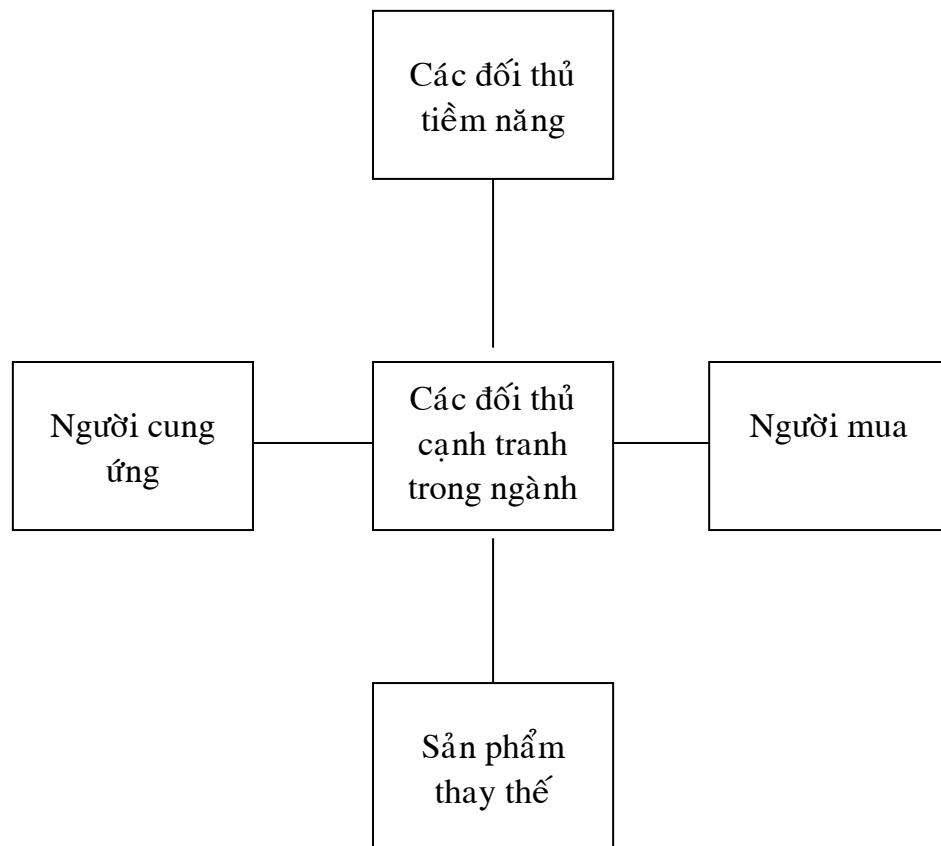 Các đối thủ
tiềm năng
Người cung
ứng
Các đối thủ
cạnh tranh
trong ngành
Người mua
Sản phẩm
thay thế